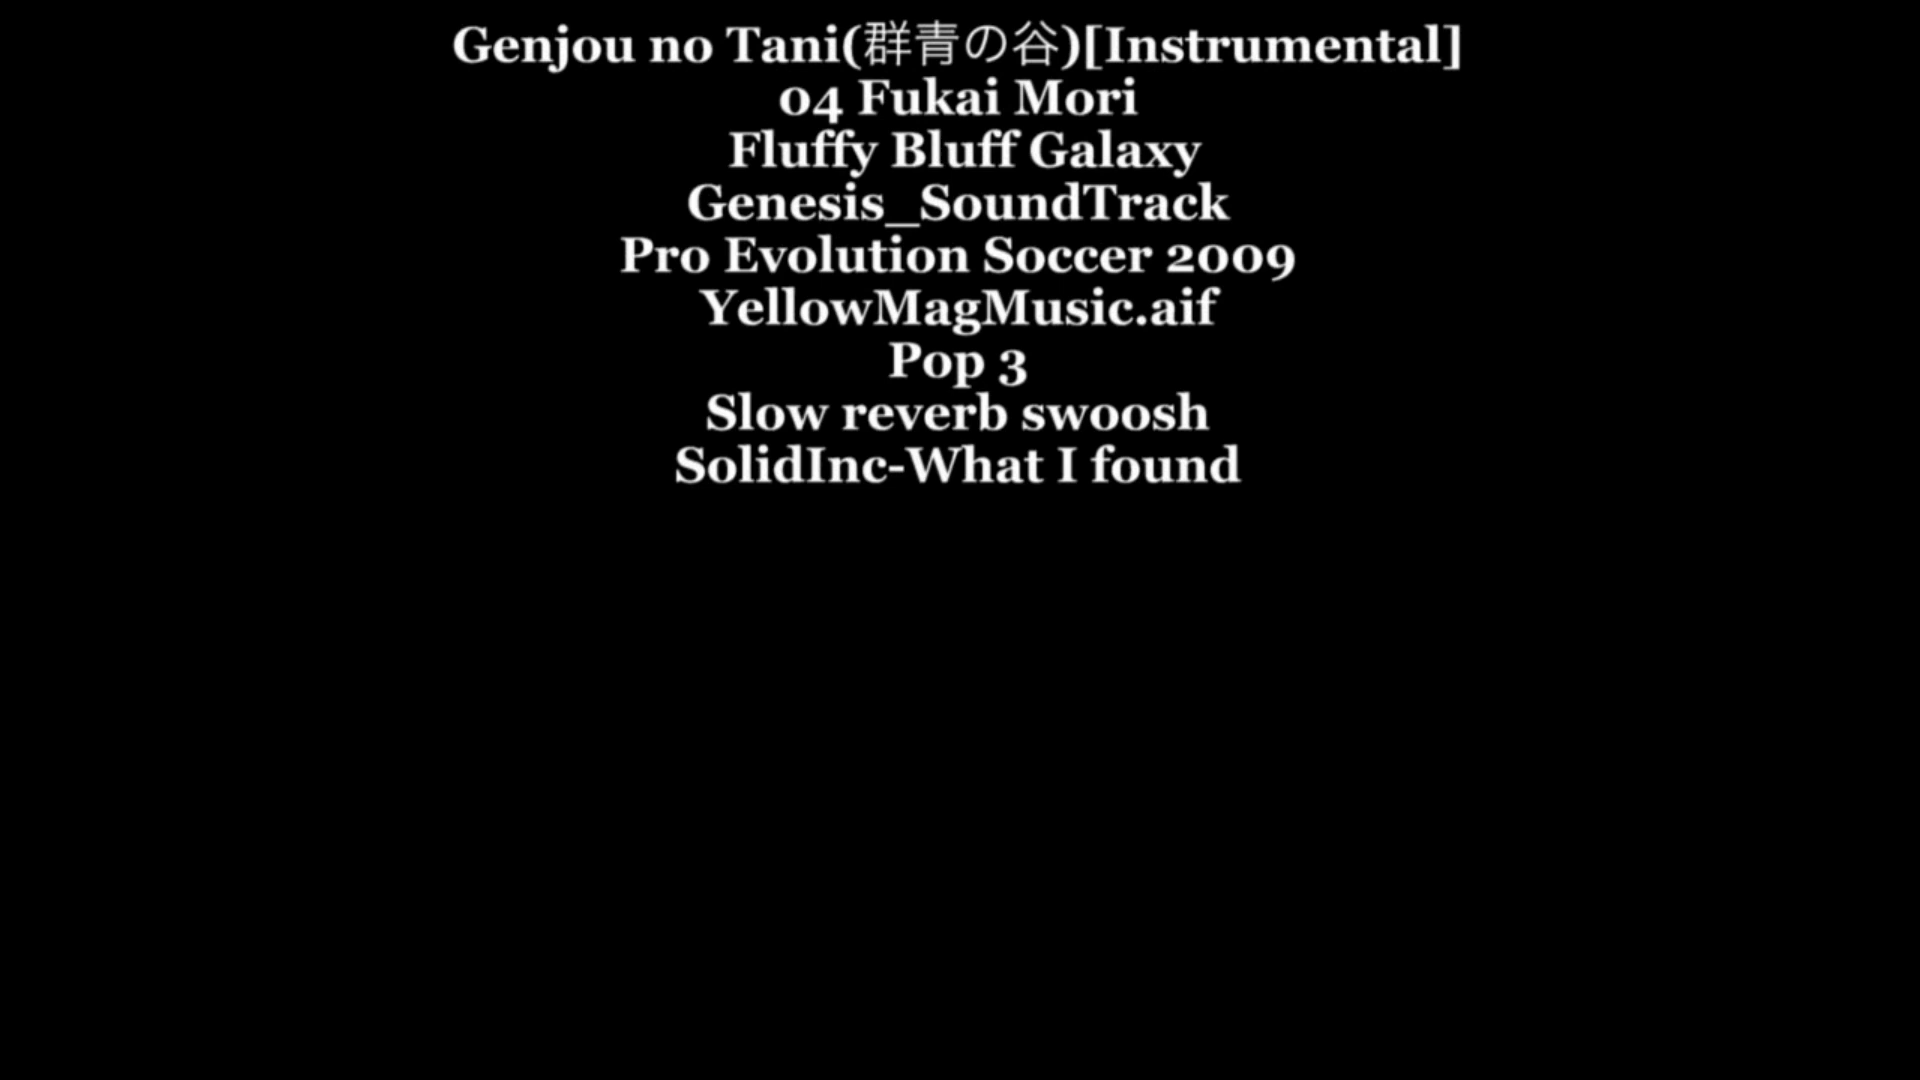 Genjou no Tani(群青の谷)[Instrumental]
04 Fukai Mori
Fluffy Bluff Galaxy
Genesis_SoundTrack
Pro Evolution Soccer 2009
YellowMagMusic.aif
Pop 3
Slow reverb swoosh
SolidInc-What I found